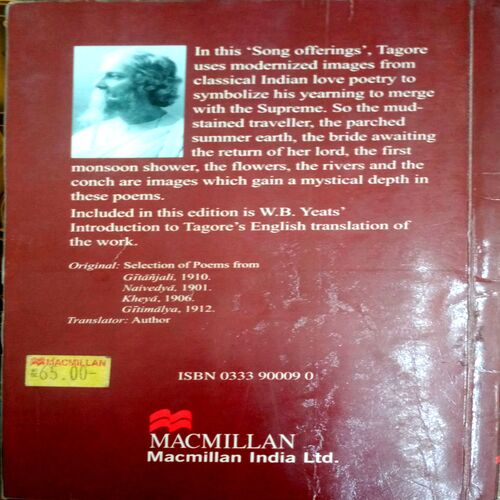 In this 'Song offerings', Tagore
uses modernized images from
classical Indian love poetry to
symbolize his yearning to merge
with the Supreme. So the mud-
stained traveller, the parched
summer earth, the bride awaiting
the return of her lord, the first
monsoon shower, the flowers, the rivers and the
conch are images which gain a mystical depth in
these poems.
Included in this edition is W.B. Yeats'
Introduction to Tagore's English translation of
the work.
Original: Selection of Poems from
Gītāñjali. 1910.
Naivedyā. 1901.
Kheyā, 1906.
Gītimālya, 1912.
Translator: Author
MACMILLAN
65.00-
ISBN 0333 90009 0
MACMILLAN
Macmillan India Ltd.